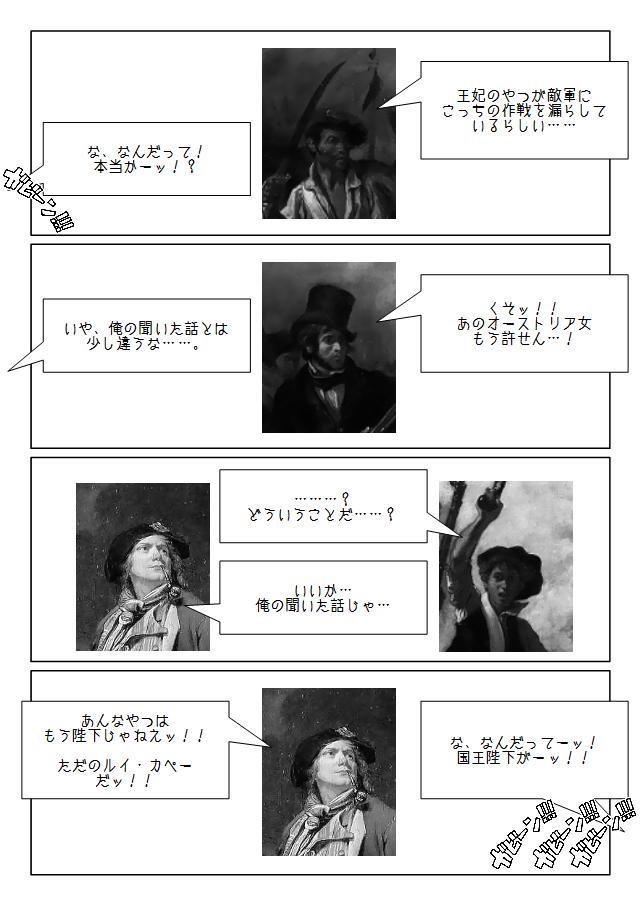 王妃のやつが敵軍に
こっちの作戦を漏らして
いるらしい……
な、なんだって！
本当かーッ！？
ガビーン!!!
くそッ！！
あのオーストリア女
もう許せん…！
いや、俺の聞いた話とは
少し違うな……。
………？
どういうことだ……？
いいか…
俺の聞いた話じゃ…
あんなやつは
もう陛下じゃねえッ！！
ただのルイ・カペー
だッ！！
な、なんだってーッ！
国王陛下がーッ！！
ガビーン!!!
ガビーン!!!
ガビーン!!!